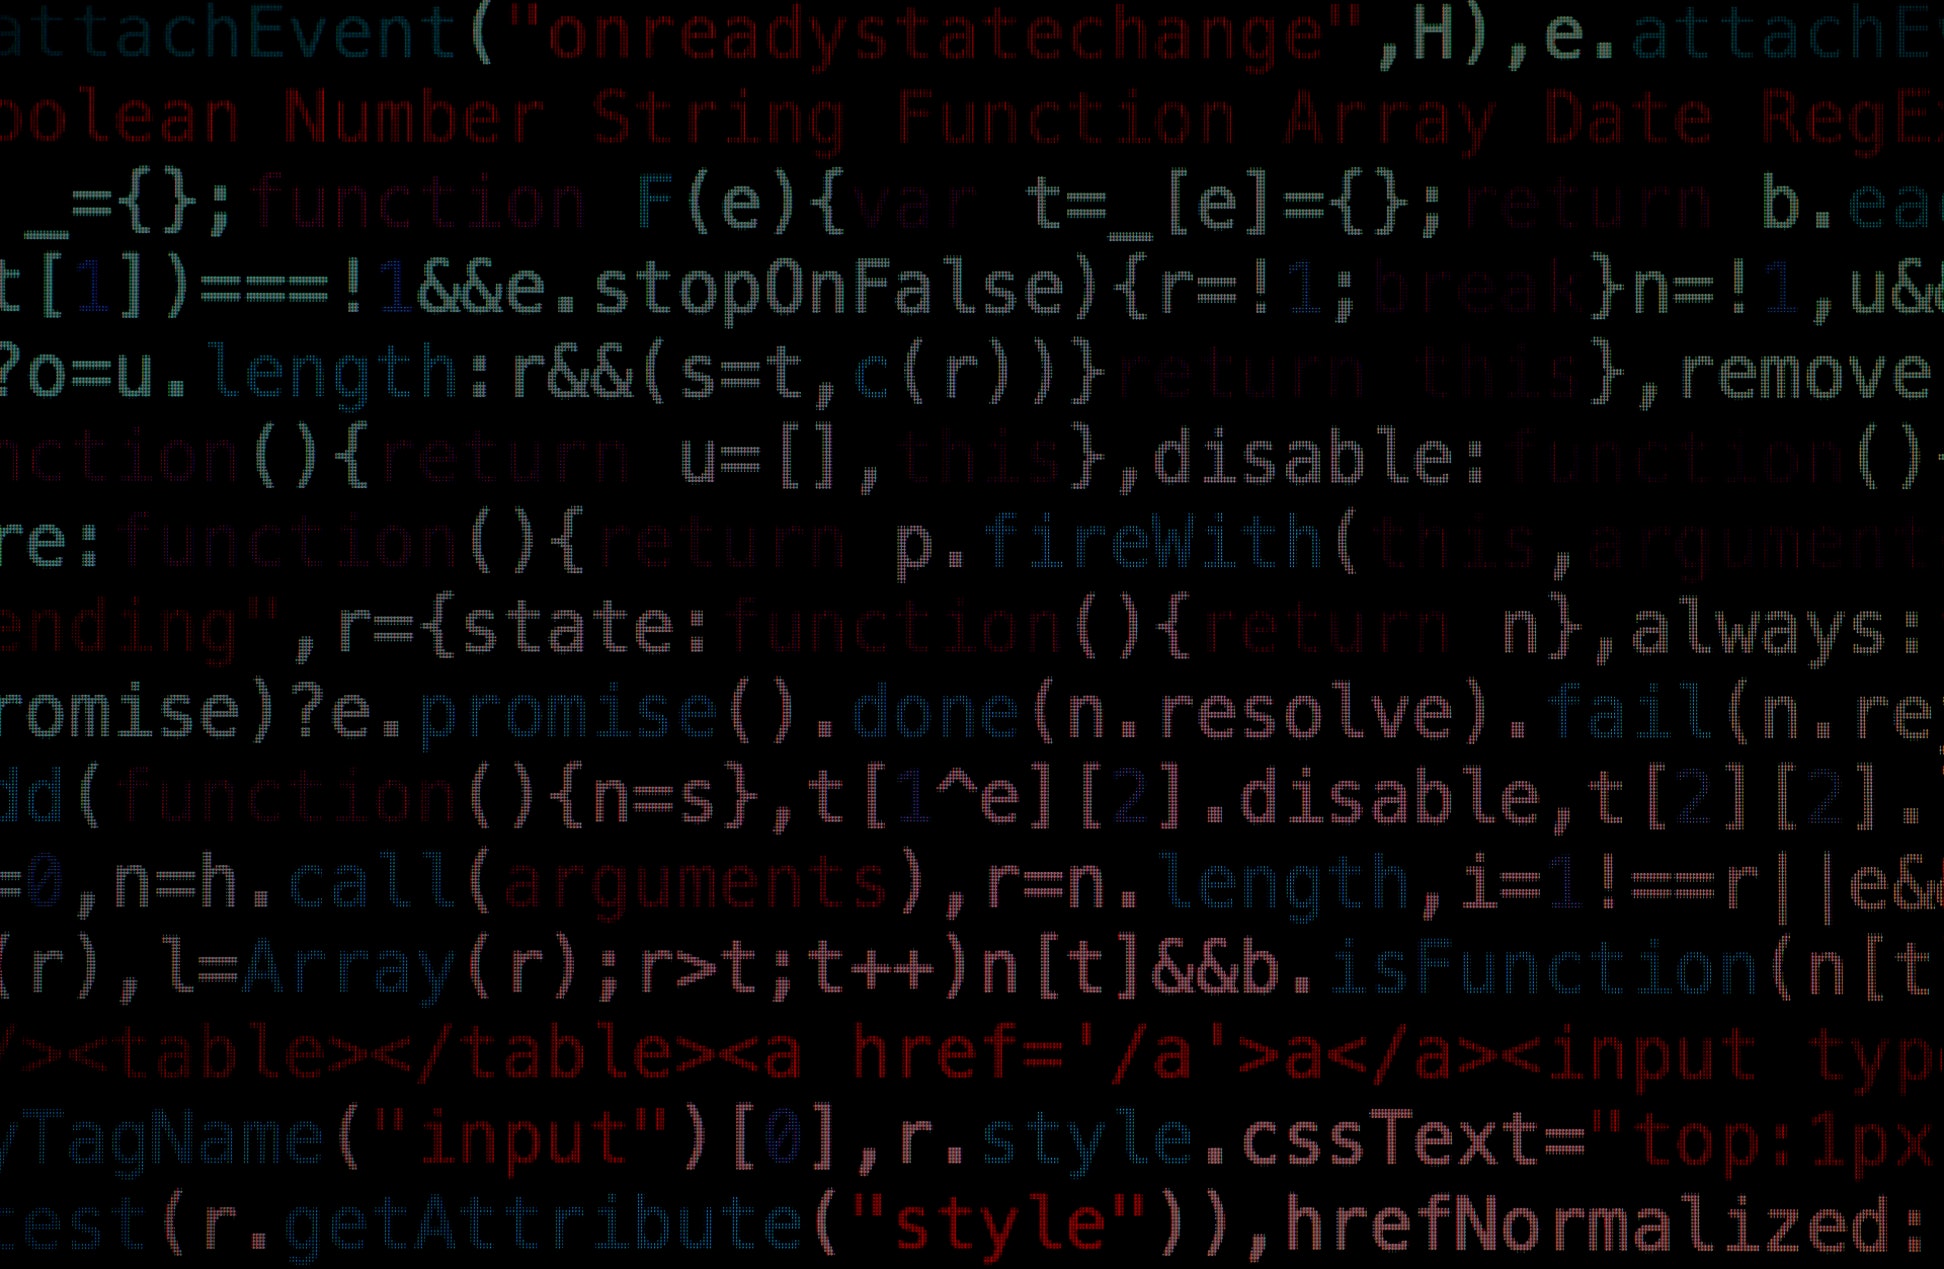 attachEvent("onreadystatechange",H),e.attachEv
oolean Number String Function Array Date RegEx
_={};function F(e){var t=_[e]={};return b.ea
t[1])===!1&&e.stopOnFalse){r=!1;break}n=!1,u&&
?o=u.length:r&&(s=t,c(r))}return this},remove
nction(){return u=[],this},disable:function()
re:function(){return p.fireWith(this,argument
ending",r={state:function(){return n},always:
romise)?e.promise().done(n.resolve).fail(n.re
dd(function(){n=s},t[1^e][2].disable,t[2][2].
=0,n=h.call(arguments),r=n.length,i=1!==r||e&&
(r),l=Array(r);r>t;t++)n[t]&&b.isFunction(n[t
/><table></table><a href='/a'>a</a><input typ
yTagName("input")[0],r.style.cssText="top:1px
test(r.getAttribute("style")),hrefNormalized: